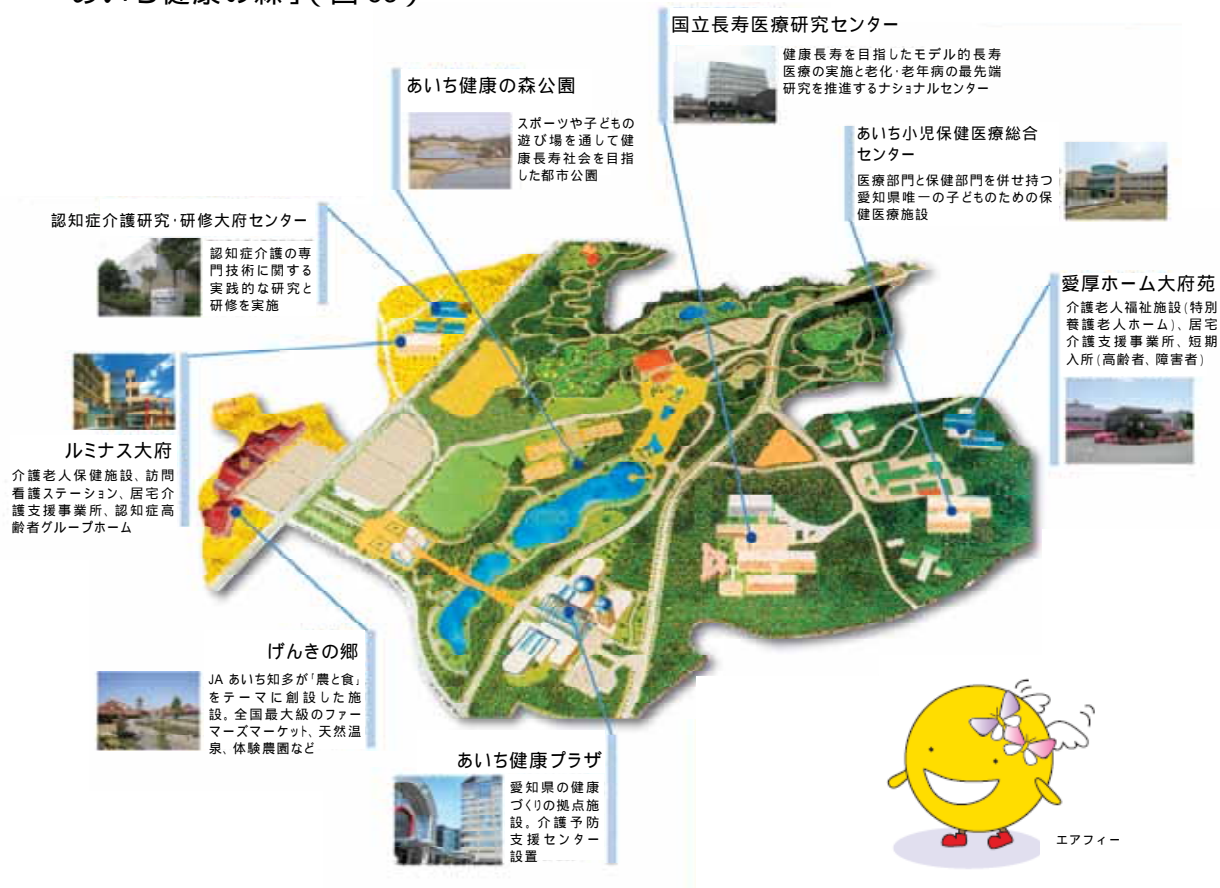 国立長寿医療研究センター
健康長寿を目指したモデル的長寿
医療の実施と老化・老年病の最先端
研究を推進するナショナルセンター
あいち健康の森公園
スポーツや子どもの
遊び場を通して健
康長寿社会を目指
した都市公園
あいち小児保健医療総合
センター
医療部門と保健部門を併せ持つ
愛知県唯一の子どものための保
健医療施設
認知症介護研究・研修大府センター
認知症介護の専
門技術に関する
実践的な研究と
研修を実施
愛厚ホーム大府苑
介護老人福祉施設(特別
養護老人ホーム)、居宅
介護支援事業所、短期
入所(高齢者、障害者)
ルミナス大府
介護老人保健施設、訪問
看護ステーション、居宅介
護支援事業所、認知症高
齢者グループホーム
げんきの郷
JA あいち知多が「農と食」
をテーマに創設した施
設。全国最大級のファー
マーズマーケット、天然温
泉、体験農園など
あいち健康プラザ
愛知県の健康
づくりの拠点施
設。介護予防
支援センター
設置
エアフィー